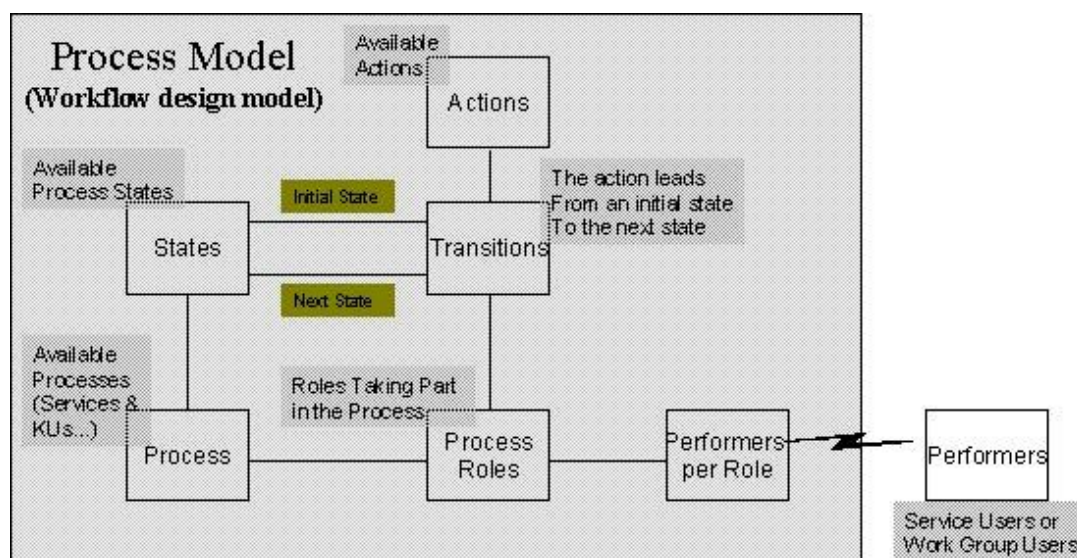 Process Model
(Workflow design model)
Available
Actions
Actions
Available
Process States
Initial State
The action leads
From an initial state
To the next state
States
Transitions
Next State
Available
Processes
(Services &
KUs...)
Roles Taking Part
in the Process
Process
Process
Roles
Performers
per Role
Performers
Service Users or
Work Group Users